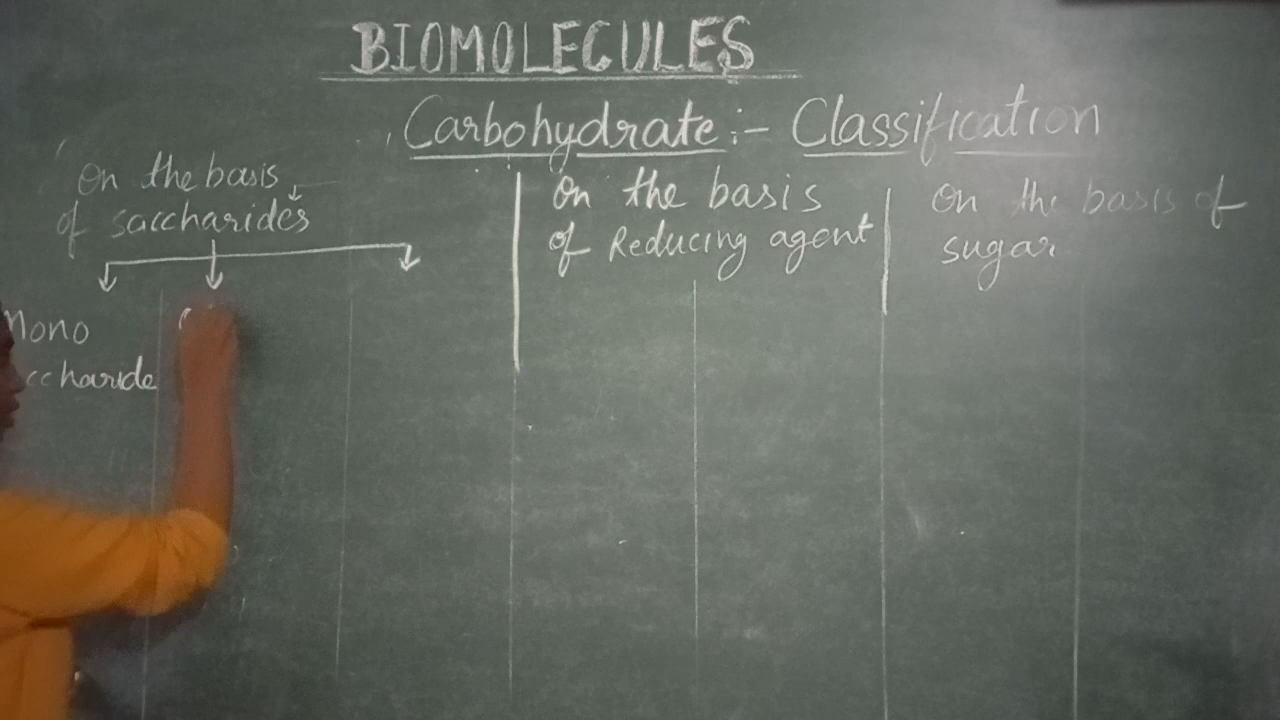 BIOMOLECULES
Carbohydrate:- Classification
On the basis
of saccharides
Mono
ccharide
On the basis
of Reducing agent
On the basis of
sugar